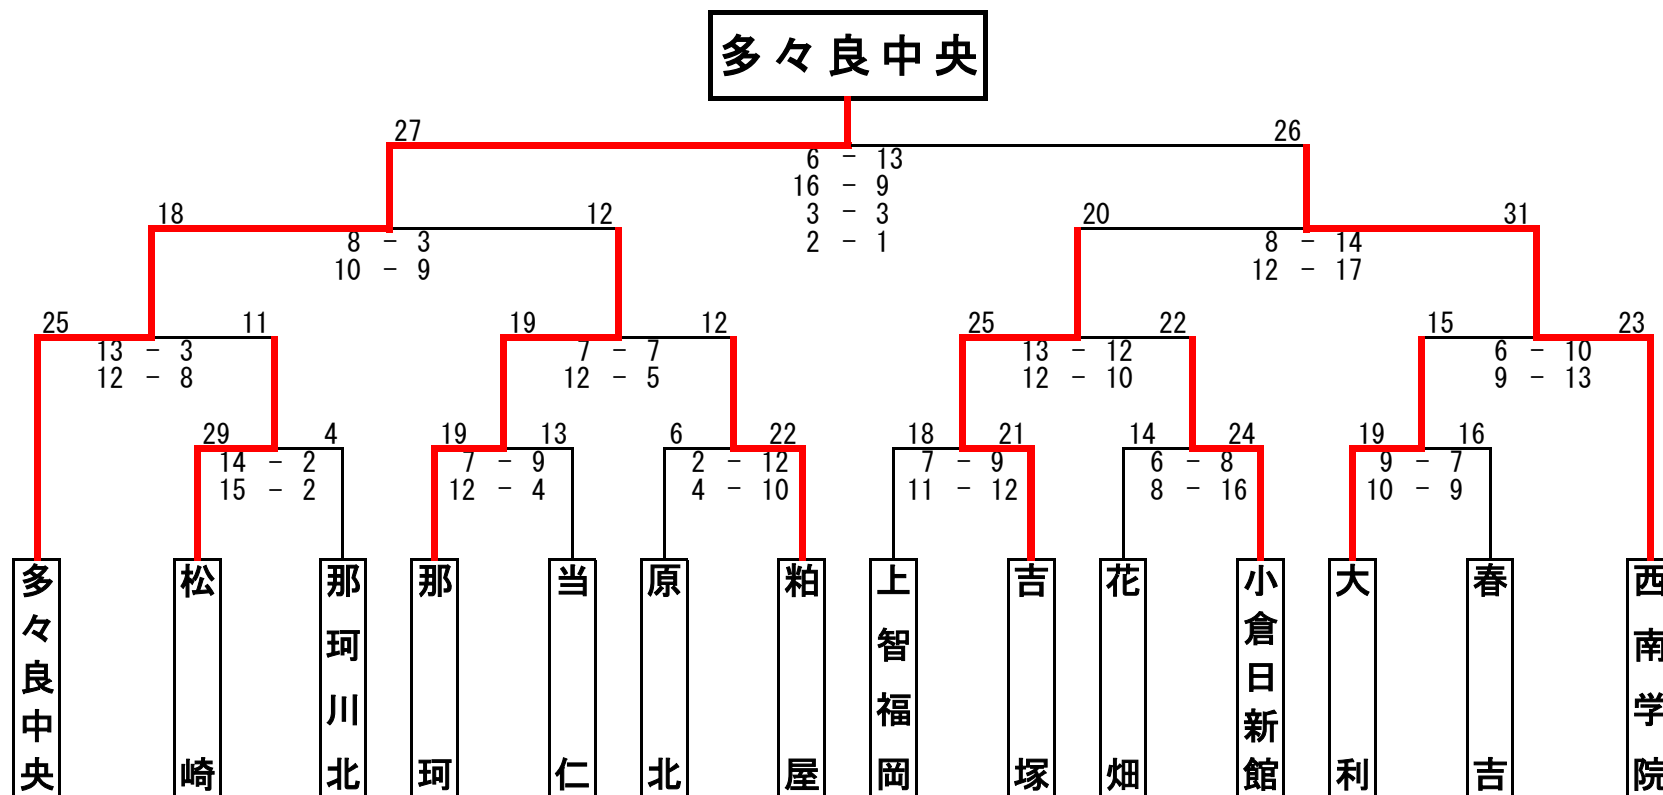 多々良中央
27 26
6 - 13
16 - 9
3 - 3
2 - 1
18 12 20 31
8 - 3 8 - 14
10 - 9 12 - 17
25 11 19 12 25 22 15 23
13 - 3 7 - 7 13 - 12 6 - 10
12 - 8 12 - 5 12 - 10 9 - 13
29 4 19 13 6 22 18 21 14 24 19 16
14 - 2 7 - 9 2 - 12 7 - 9 6 - 8 9 - 7
15 - 2 12 - 4 4 - 10 11 - 12 8 - 16 10 - 9
多々良中央
松崎
那珂川北
那珂
当仁
原北
粕屋
上智福岡
吉塚
花畑
小倉日新館
大利
春吉
西南学院